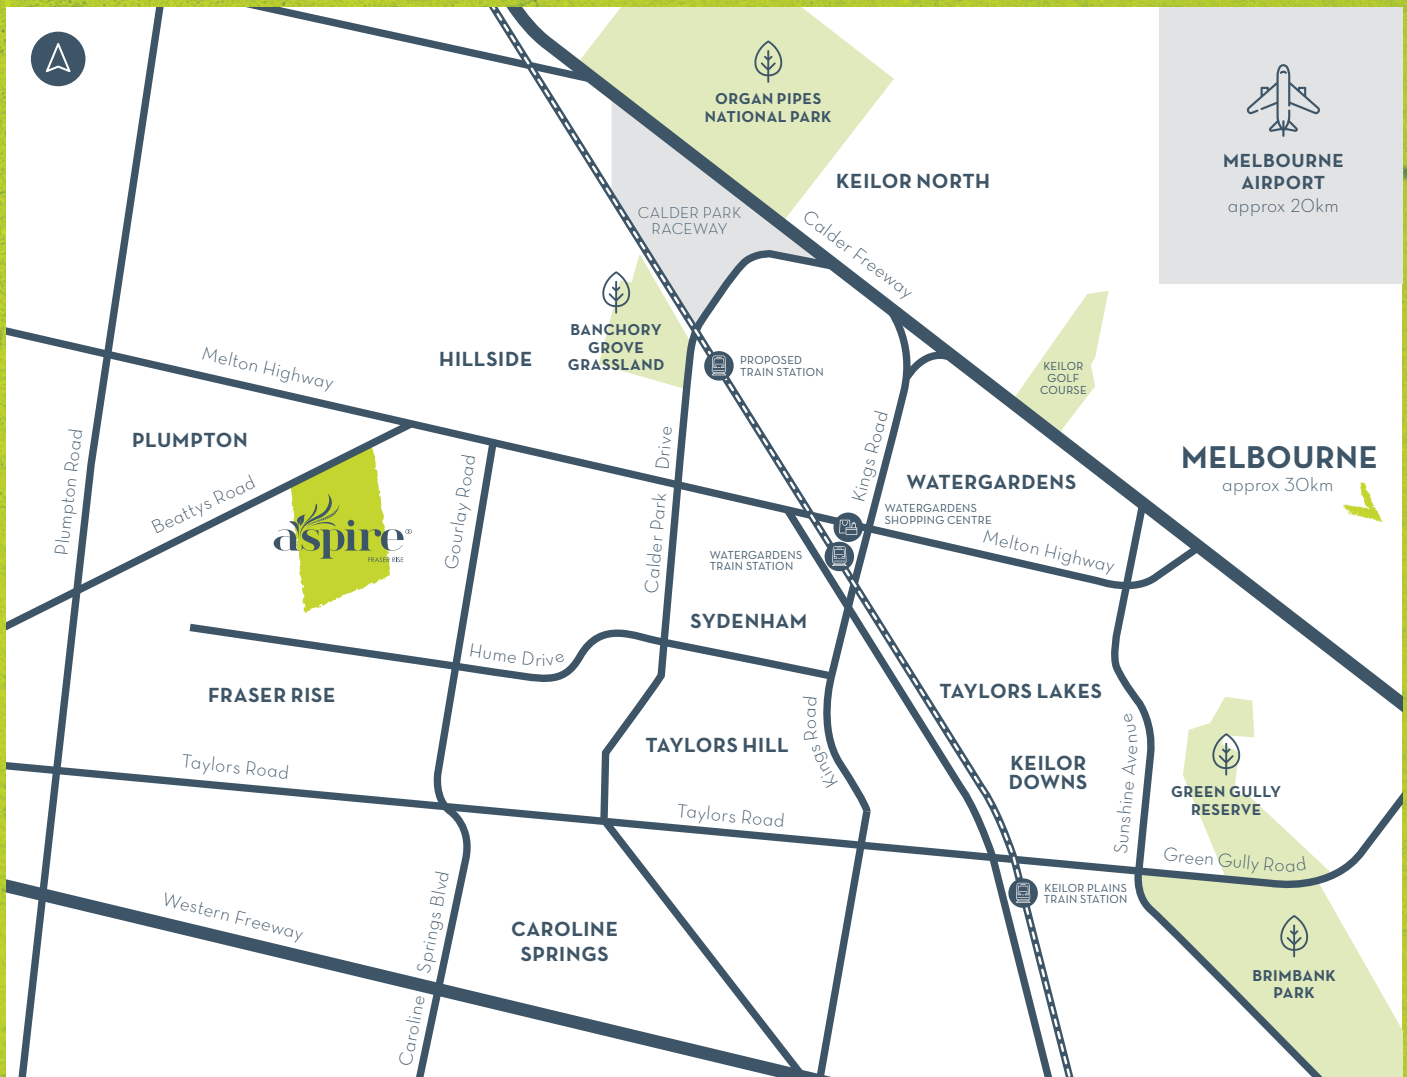 ORGAN PIPES
NATIONAL PARK
MELBOURNE
AIRPORT
approx 20km
KEILOR NORTH
CALDER PARK
RACEWAY
Calder Freeway
BANCHORY
GROVE
GRASSLAND
HILLSIDE
Melton Highway
PROPOSED
TRAIN STATION
KEILOR
GOLF
COURSE
PLUMPTON
Plumpton Road
Beattys Road
Gourlay Road
Calder Park Drive
Kings Road
MELBOURNE
approx 30km
WATERGARDENS
WATERGARDENS
SHOPPING CENTRE
Melton Highway
aspire®
FRASER RISE
WATERGARDENS
TRAIN STATION
SYDENHAM
Hume Drive
FRASER RISE
TAYLORS LAKES
Kings Road
TAYLORS HILL
KEILOR
DOWNS
Sunshine Avenue
GREEN GULLY
RESERVE
Taylors Road
Taylors Road
Green Gully Road
KEILOR PLAINS
TRAIN STATION
Western Freeway
Caroline Springs Blvd
CAROLINE
SPRINGS
BRIMBANK
PARK